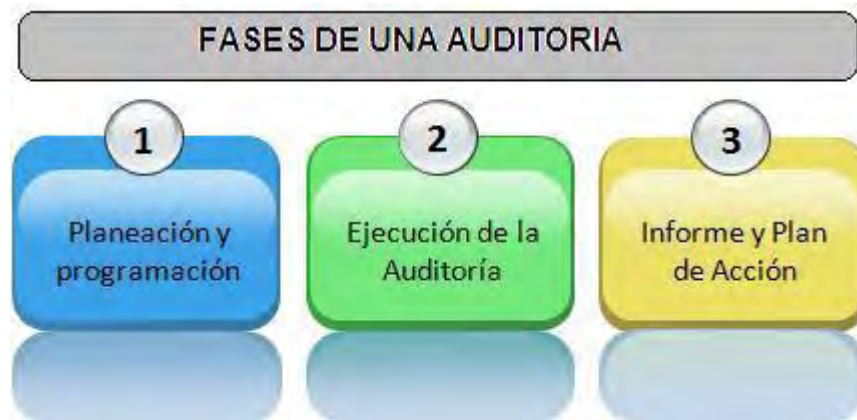 FASES DE UNA AUDITORIA
1
Planeación y
programación
2
Ejecución de la
Auditoría
3
Informe y Plan
de Acción